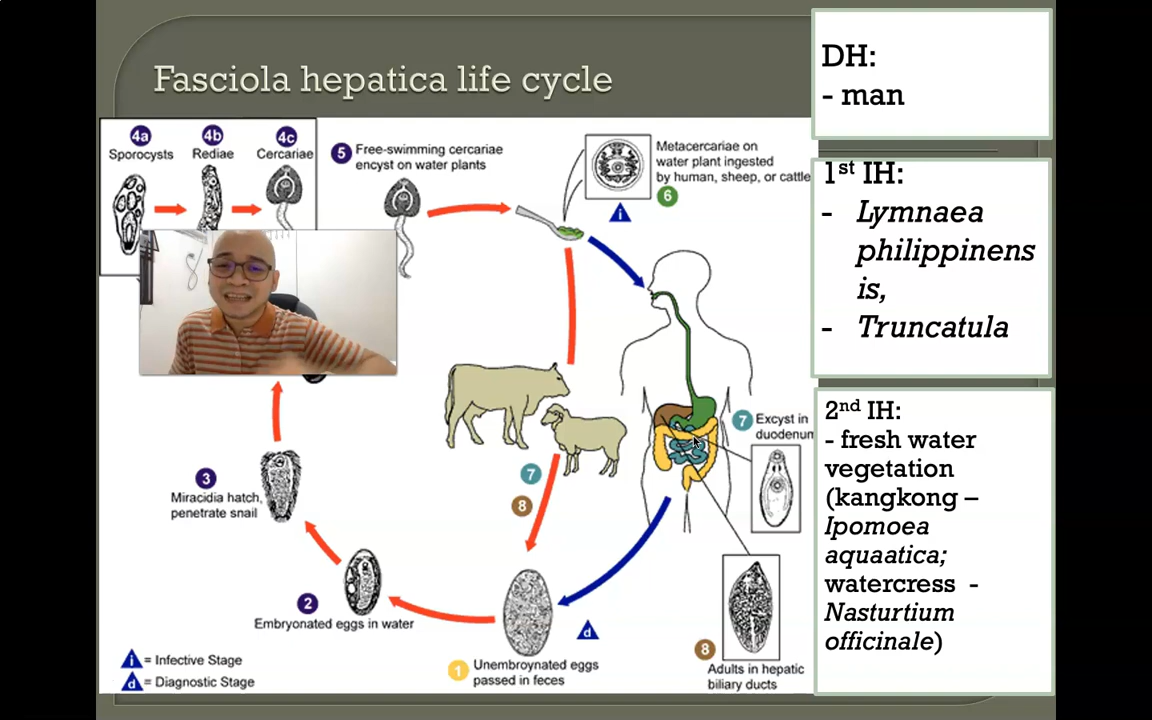 Fasciola hepatica life cycle
DH:
- man
1st IH:
- Lymnaea
philippinens
is,
- Truncatula
2nd IH:
- fresh water
vegetation
(kangkong –
Ipomoea
aquaatica;
watercress -
Nasturtium
officinale)
4a
Sporocysts
4b
Rediae
4c
Cercariae
5
Free-swimming cercariae
encyst on water plants
Metacercariae on
water plant ingested
by human, sheep, or cattle
6
i
7
Excyst in
duodenum
7
8
3
Miracidia hatch,
penetrate snail
2
Embryonated eggs in water
d
1
Unembroynated eggs
passed in feces
8
Adults in hepatic
biliary ducts
i = Infective Stage
d = Diagnostic Stage